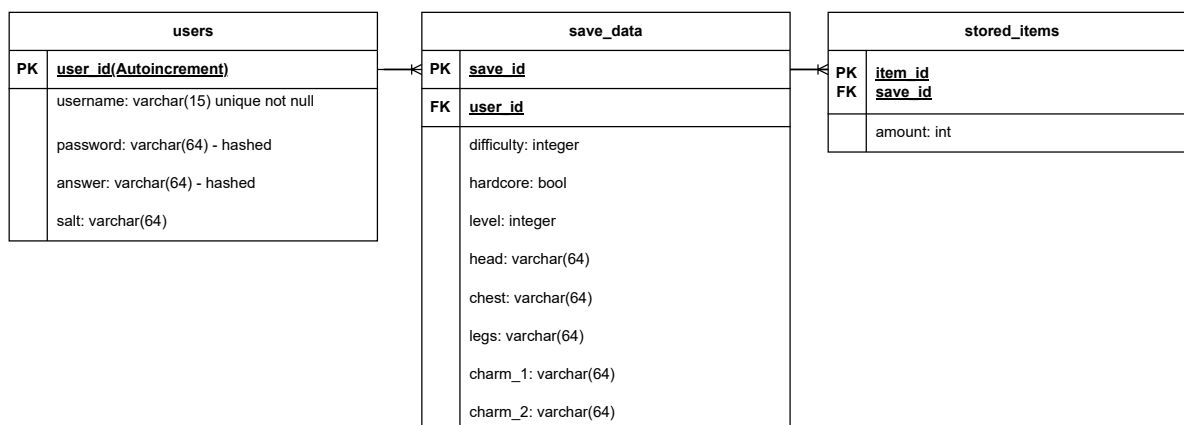 users
PK user_id(Autoincrement)
username: varchar(15) unique not null
password: varchar(64) - hashed
answer: varchar(64) - hashed
salt: varchar(64)
save_data
PK save_id
FK user_id
difficulty: integer
hardcore: bool
level: integer
head: varchar(64)
chest: varchar(64)
legs: varchar(64)
charm_1: varchar(64)
charm_2: varchar(64)
stored_items
PK item_id
FK save_id
amount: int